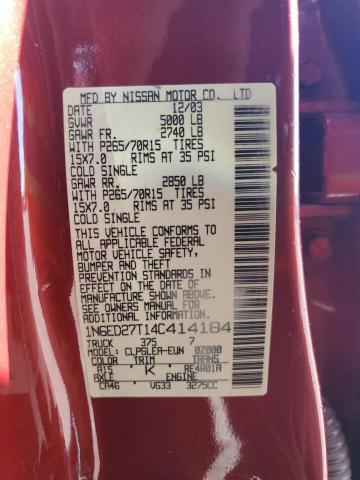 MFD BY NISSAN MOTOR CO. LTD
DATE 12/03
GVWR 5000 LB
GAWR FR. 2740 LB
WITH P265/70R15 TIRES
15X7.0 RIMS AT 35 PSI
COLD SINGLE
GAWR RR. 2850 LB
WITH P265/70R15 TIRES
15X7.0 RIMS AT 35 PSI
COLD SINGLE
THIS VEHICLE CONFORMS TO
ALL APPLICABLE FEDERAL
MOTOR VEHICLE SAFETY,
BUMPER AND THEFT
PREVENTION STANDARDS IN
EFFECT ON THE DATE OF
MANUFACTURE SHOWN ABOVE.
SEE OWNERS MANUAL.
1N6ED27T14C414184
TRUCK 375 7
MODEL: CLPGLEA-EUN 0Z000
COLOR TRIM TRANS
A15 K RE4R01A
AXLE ENGINE
CA46 VG33 3275CC